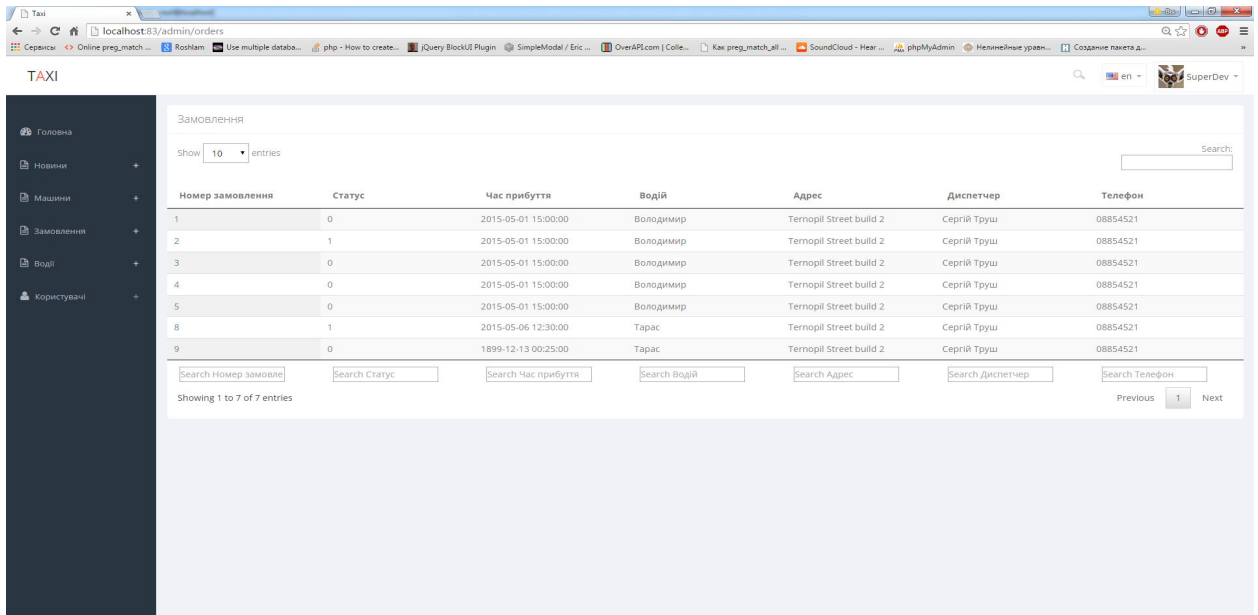 Taxi
localhost:83/admin/orders
Сервисы Online preg_match ... Roshlam Use multiple databa... php - How to create... jQuery BlockUI Plugin SimpleModal / Eric ... OverAPI.com | Colle... Как preg_match_all ... SoundCloud - Hear ... phpMyAdmin Нелинейные уравн... Создание пакета д... »
TAXI en SuperDev
Головна
Новини +
Машини +
Замовлення +
Водії +
Користувачі +
Замовлення
Show 10 entries
Search:
Номер замовлення Статус Час прибуття Водій Адрес Диспетчер Телефон
1 0 2015-05-01 15:00:00 Володимир Ternopil Street build 2 Сергій Труш 08854521
2 1 2015-05-01 15:00:00 Володимир Ternopil Street build 2 Сергій Труш 08854521
3 0 2015-05-01 15:00:00 Володимир Ternopil Street build 2 Сергій Труш 08854521
4 0 2015-05-01 15:00:00 Володимир Ternopil Street build 2 Сергій Труш 08854521
5 0 2015-05-01 15:00:00 Володимир Ternopil Street build 2 Сергій Труш 08854521
8 1 2015-05-06 12:30:00 Тарас Ternopil Street build 2 Сергій Труш 08854521
9 0 1899-12-13 00:25:00 Тарас Ternopil Street build 2 Сергій Труш 08854521
Search Номер замовле Search Статус Search Час прибуття Search Водій Search Адрес Search Диспетчер Search Телефон
Showing 1 to 7 of 7 entries
Previous 1 Next